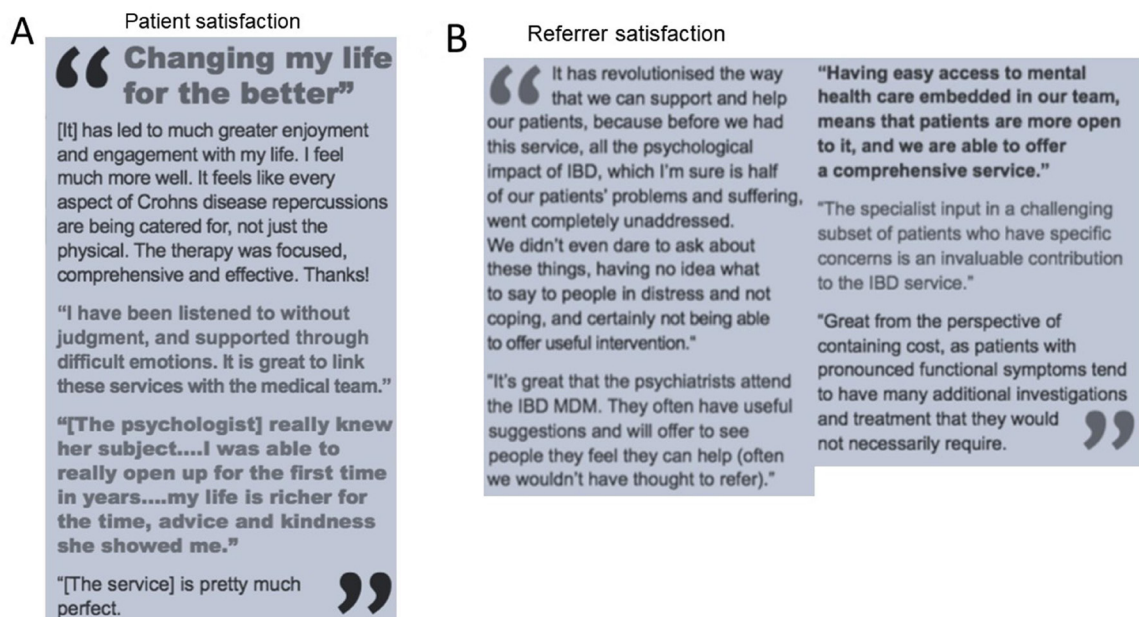 A
Patient satisfaction
“ Changing my life
for the better”
[It] has led to much greater enjoyment
and engagement with my life. I feel
much more well. It feels like every
aspect of Crohns disease repercussions
are being catered for, not just the
physical. The therapy was focused,
comprehensive and effective. Thanks!
“I have been listened to without
judgment, and supported through
difficult emotions. It is great to link
these services with the medical team.”
“[The psychologist] really knew
her subject....I was able to
really open up for the first time
in years....my life is richer for
the time, advice and kindness
she showed me.”
“[The service] is pretty much
perfect. ”
B
Referrer satisfaction
“ It has revolutionised the way
that we can support and help
our patients, because before we had
this service, all the psychological
impact of IBD, which I’m sure is half
of our patients’ problems and suffering,
went completely unaddressed.
We didn’t even dare to ask about
these things, having no idea what
to say to people in distress and not
coping, and certainly not being able
to offer useful intervention."
"It’s great that the psychiatrists attend
the IBD MDM. They often have useful
suggestions and will offer to see
people they feel they can help (often
we wouldn’t have thought to refer)."
“Having easy access to mental
health care embedded in our team,
means that patients are more open
to it, and we are able to offer
a comprehensive service.”
"The specialist input in a challenging
subset of patients who have specific
concerns is an invaluable contribution
to the IBD service.”
"Great from the perspective of
containing cost, as patients with
pronounced functional symptoms tend
to have many additional investigations
and treatment that they would
not necessarily require. ”